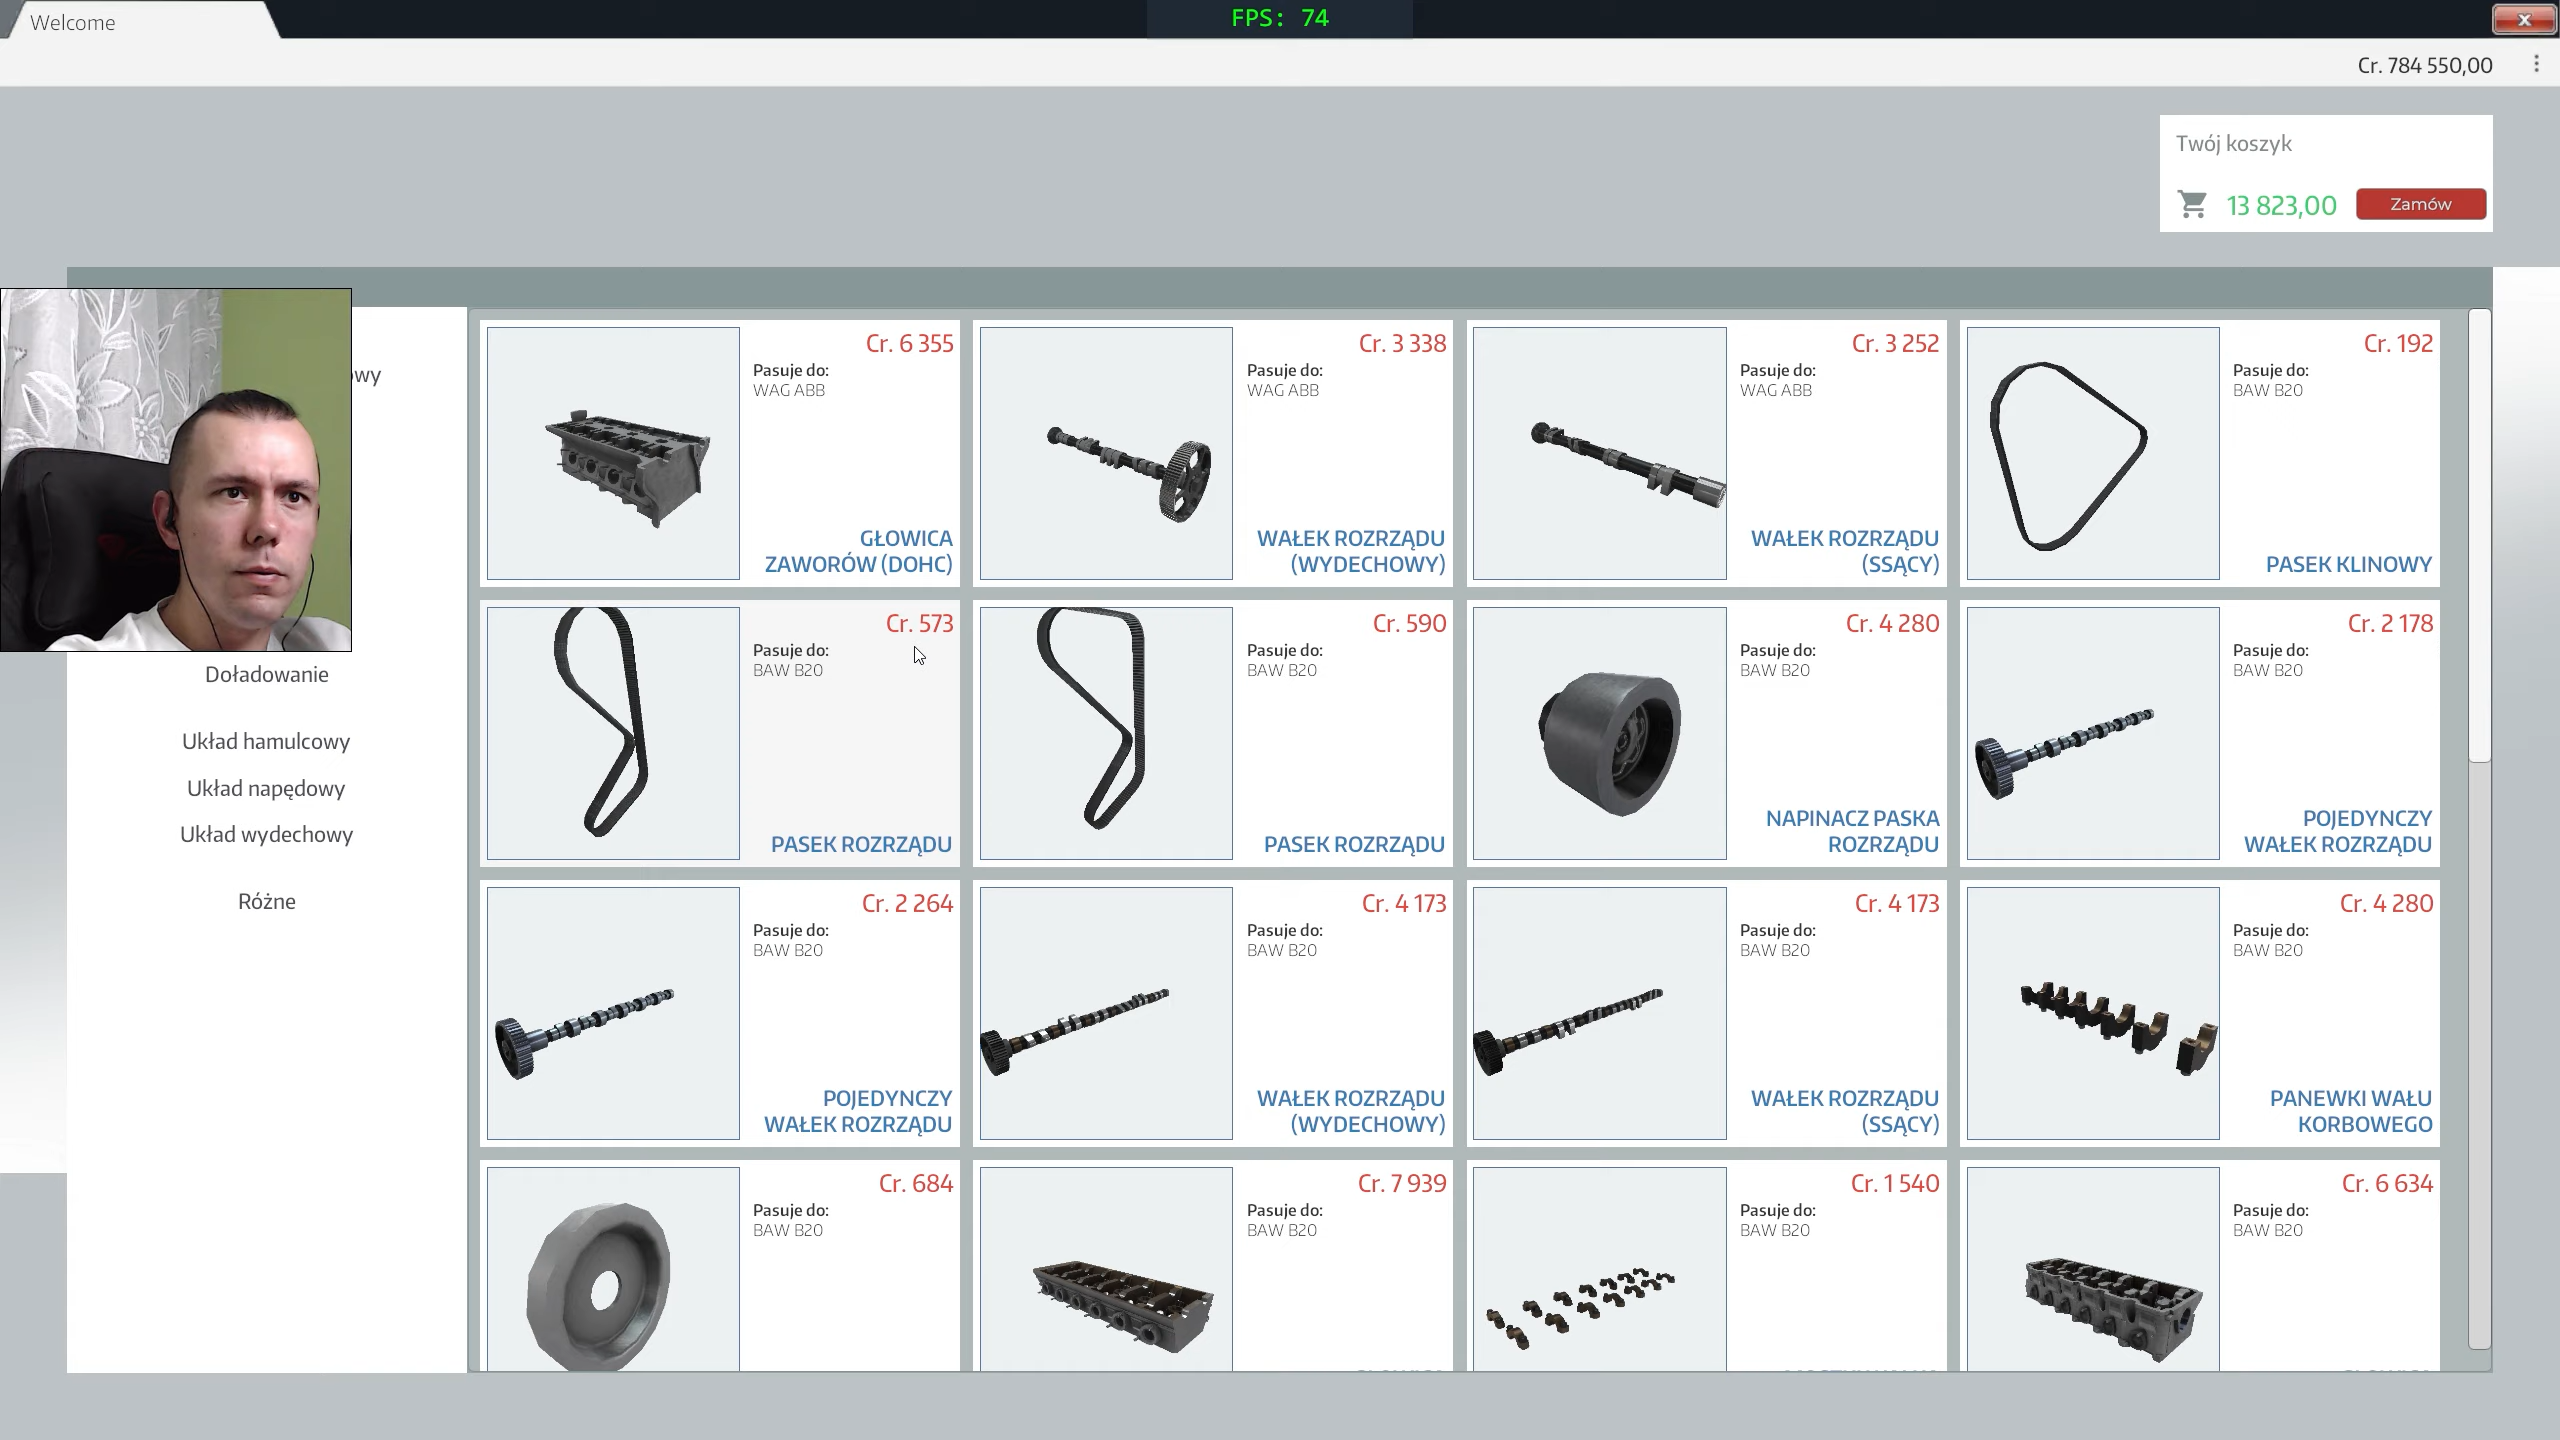 Welcome
FPS: 74
Cr. 784 550,00
Twój koszyk
13 823,00
Zamów
owy
Doładowanie
Układ hamulcowy
Układ napędowy
Układ wydechowy
Różne
Cr. 6 355
Pasuje do:
WAG ABB
GŁOWICA
ZAWORÓW (DOHC)
Cr. 3 338
Pasuje do:
WAG ABB
WAŁEK ROZRZĄDU
(WYDECHOWY)
Cr. 3 252
Pasuje do:
WAG ABB
WAŁEK ROZRZĄDU
(SSĄCY)
Cr. 192
Pasuje do:
BAW B20
PASEK KLINOWY
Cr. 573
Pasuje do:
BAW B20
PASEK ROZRZĄDU
Cr. 590
Pasuje do:
BAW B20
PASEK ROZRZĄDU
Cr. 4 280
Pasuje do:
BAW B20
NAPINACZ PASKA
ROZRZĄDU
Cr. 2 178
Pasuje do:
BAW B20
POJEDYNCZY
WAŁEK ROZRZĄDU
Cr. 2 264
Pasuje do:
BAW B20
POJEDYNCZY
WAŁEK ROZRZĄDU
Cr. 4 173
Pasuje do:
BAW B20
WAŁEK ROZRZĄDU
(WYDECHOWY)
Cr. 4 173
Pasuje do:
BAW B20
WAŁEK ROZRZĄDU
(SSĄCY)
Cr. 4 280
Pasuje do:
BAW B20
PANEWKI WAŁU
KORBOWEGO
Cr. 684
Pasuje do:
BAW B20
Cr. 7 939
Pasuje do:
BAW B20
Cr. 1 540
Pasuje do:
BAW B20
Cr. 6 634
Pasuje do:
BAW B20